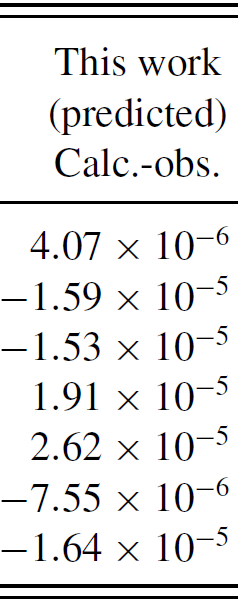 This work
(predicted)
Calc.-obs.
4.07 × 10⁻⁶
−1.59 × 10⁻⁵
−1.53 × 10⁻⁵
1.91 × 10⁻⁵
2.62 × 10⁻⁵
−7.55 × 10⁻⁶
−1.64 × 10⁻⁵